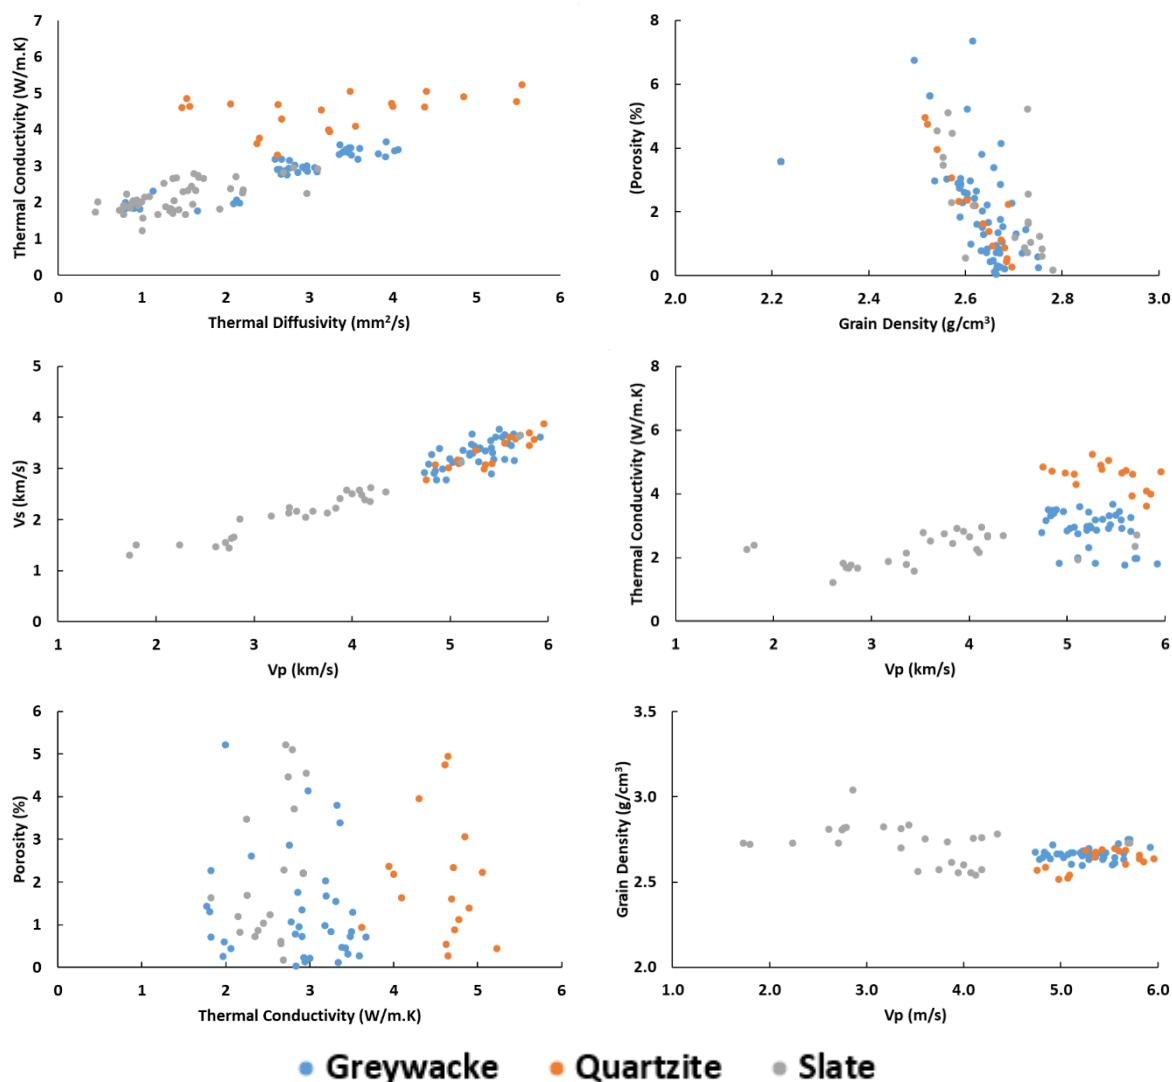 7
6
5
4
3
2
1
0
0 1 2 3 4 5 6
Thermal Conductivity (W/m.K)
Thermal Diffusivity (mm²/s)
8
6
4
2
0
2.0 2.2 2.4 2.6 2.8 3.0
(Porosity (%)
Grain Density (g/cm³)
5
4
3
2
1
0
1 2 3 4 5 6
Vs (km/s)
Vp (km/s)
8
6
4
2
0
1 2 3 4 5 6
Thermal Conductivity (W/m.K)
Vp (km/s)
6
5
4
3
2
1
0
0 1 2 3 4 5 6
Porosity (%)
Thermal Conductivity (W/m.K)
3.5
3.0
2.5
2.0
1.0 2.0 3.0 4.0 5.0 6.0
Grain Density (g/cm³)
Vp (m/s)
Greywacke Quartzite Slate